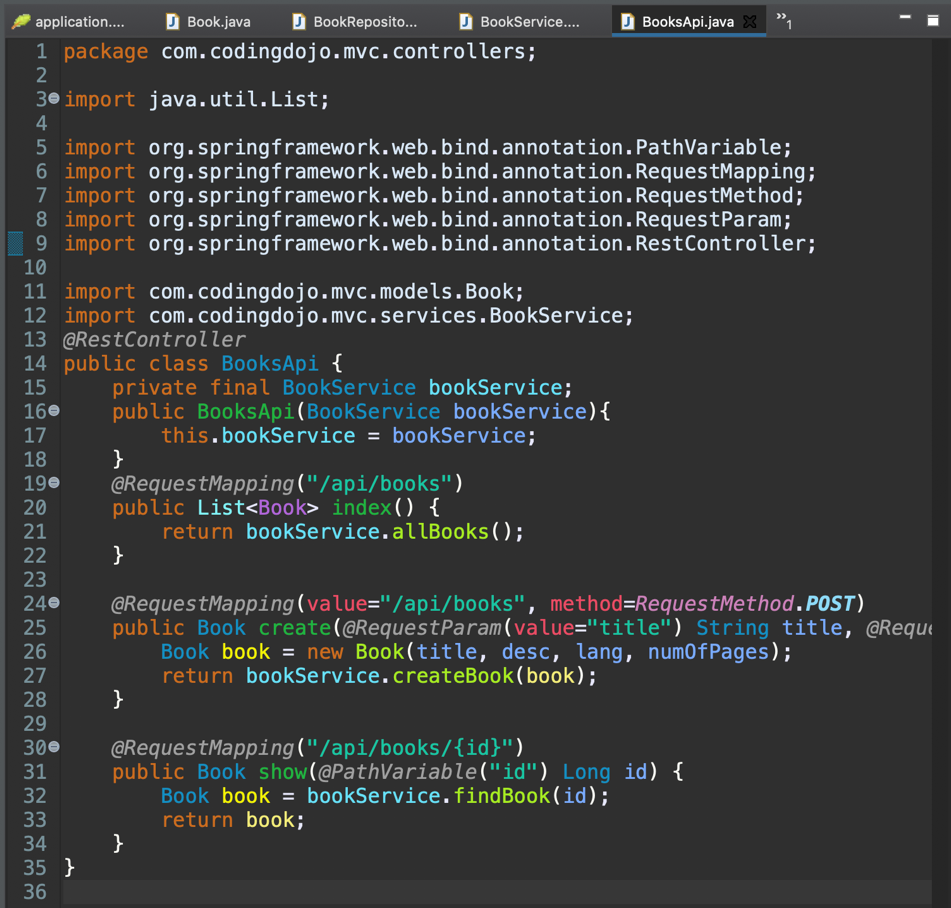 application....
Book.java
BookReposito...
BookService....
BooksApi.java
»1
1 package com.codingdojo.mvc.controllers;
2
3 import java.util.List;
4
5 import org.springframework.web.bind.annotation.PathVariable;
6 import org.springframework.web.bind.annotation.RequestMapping;
7 import org.springframework.web.bind.annotation.RequestMethod;
8 import org.springframework.web.bind.annotation.RequestParam;
9 import org.springframework.web.bind.annotation.RestController;
10
11 import com.codingdojo.mvc.models.Book;
12 import com.codingdojo.mvc.services.BookService;
13 @RestController
14 public class BooksApi {
15     private final BookService bookService;
16     public BooksApi(BookService bookService){
17         this.bookService = bookService;
18     }
19     @RequestMapping("/api/books")
20     public List<Book> index() {
21         return bookService.allBooks();
22     }
23
24     @RequestMapping(value="/api/books", method=RequestMethod.POST)
25     public Book create(@RequestParam(value="title") String title, @Reque
26         Book book = new Book(title, desc, lang, numOfPages);
27         return bookService.createBook(book);
28     }
29
30     @RequestMapping("/api/books/{id}")
31     public Book show(@PathVariable("id") Long id) {
32         Book book = bookService.findBook(id);
33         return book;
34     }
35 }
36